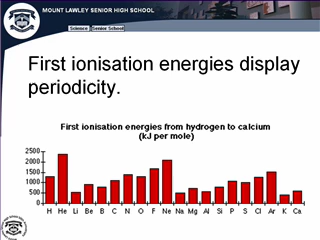 MOUNT LAWLEY SENIOR HIGH SCHOOL
Science Senior School
First ionisation energies display
periodicity.
First ionisation energies from hydrogen to calcium
(kJ per mole)
2500
2000
1500
1000
500
0
H He Li Be B C N O F Ne Na Mg Al Si P S Cl Ar K Ca